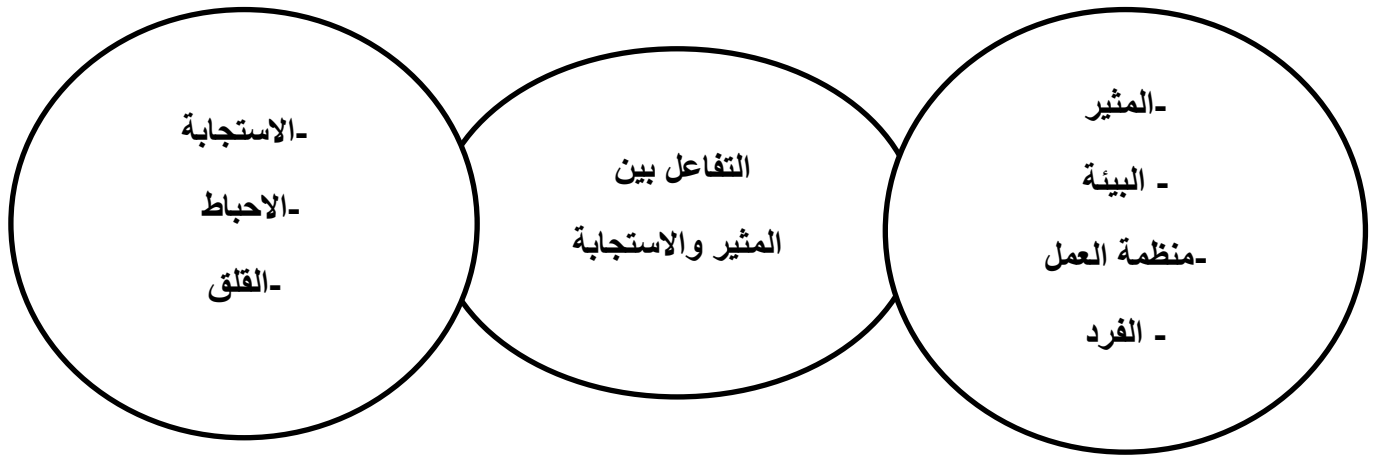 -المثير
- البيئة
-منظمة العمل
- الفرد
التفاعل بين
المثير والاستجابة
-الاستجابة
-الاحباط
-القلق